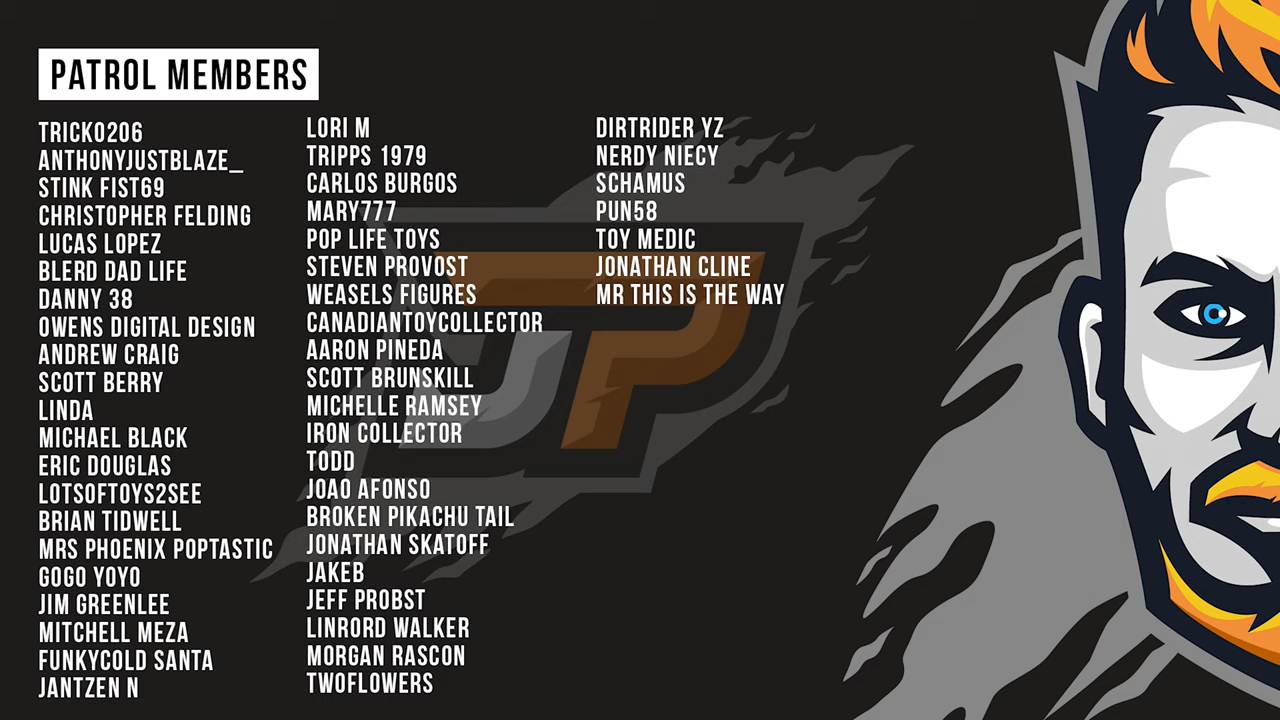 PATROL MEMBERS
TRICKO206
ANTHONYJUSTBLAZE_
STINK FIST69
CHRISTOPHER FELDING
LUCAS LOPEZ
BLERD DAD LIFE
DANNY 38
OWENS DIGITAL DESIGN
ANDREW CRAIG
SCOTT BERRY
LINDA
MICHAEL BLACK
ERIC DOUGLAS
LOTSOFTOYS2SEE
BRIAN TIDWELL
MRS PHOENIX POPTASTIC
GOGO YOYO
JIM GREENLEE
MITCHELL MEZA
FUNKYCOLD SANTA
JANTZEN N
LORI M
TRIPPS 1979
CARLOS BURGOS
MARY777
POP LIFE TOYS
STEVEN PROVOST
WEASELS FIGURES
CANADIANTOYCOLLECTOR
AARON PINEDA
SCOTT BRUNSKILL
MICHELLE RAMSEY
IRON COLLECTOR
TODD
JOAO AFONSO
BROKEN PIKACHU TAIL
JONATHAN SKATOFF
JAKEB
JEFF PROBST
LINRORD WALKER
MORGAN RASCON
TWOFLOWERS
DIRTRIDER YZ
NERDY NIECY
SCHAMUS
PUN58
TOY MEDIC
JONATHAN CLINE
MR THIS IS THE WAY
JP